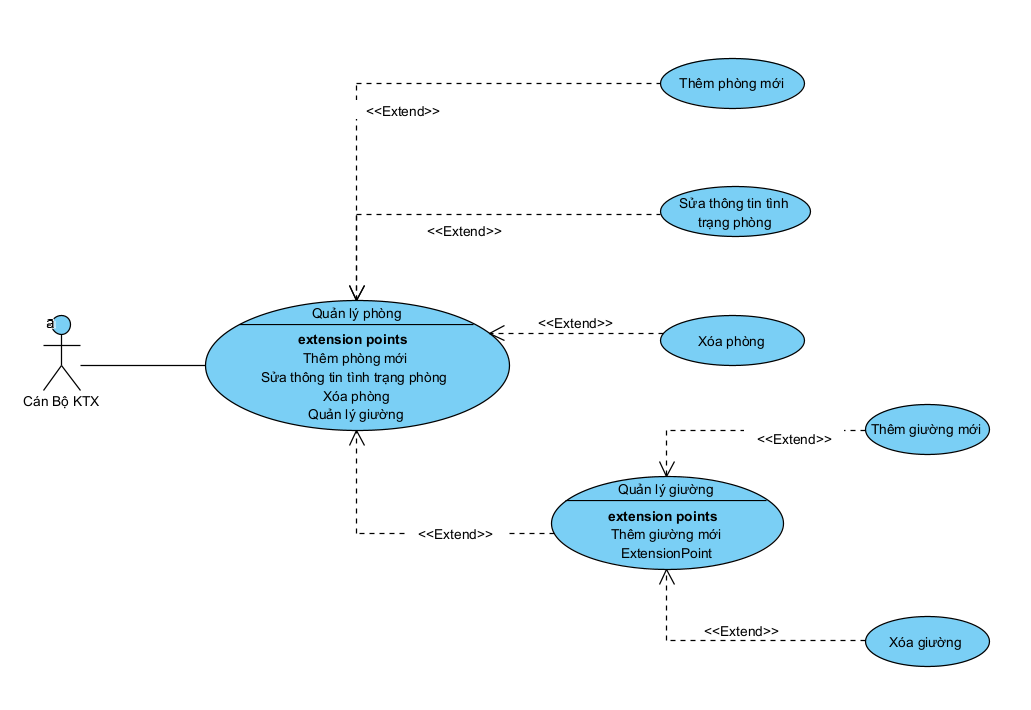 Thêm phòng mới
<<Extend>>
Sửa thông tin tình
trạng phòng
<<Extend>>
Quản lý phòng
extension points
Thêm phòng mới
Sửa thông tin tình trạng phòng
Xóa phòng
Quản lý giường
a
Cán Bộ KTX
<<Extend>>
Xóa phòng
Thêm giường mới
<<Extend>>
Quản lý giường
extension points
Thêm giường mới
ExtensionPoint
<<Extend>>
<<Extend>>
Xóa giường